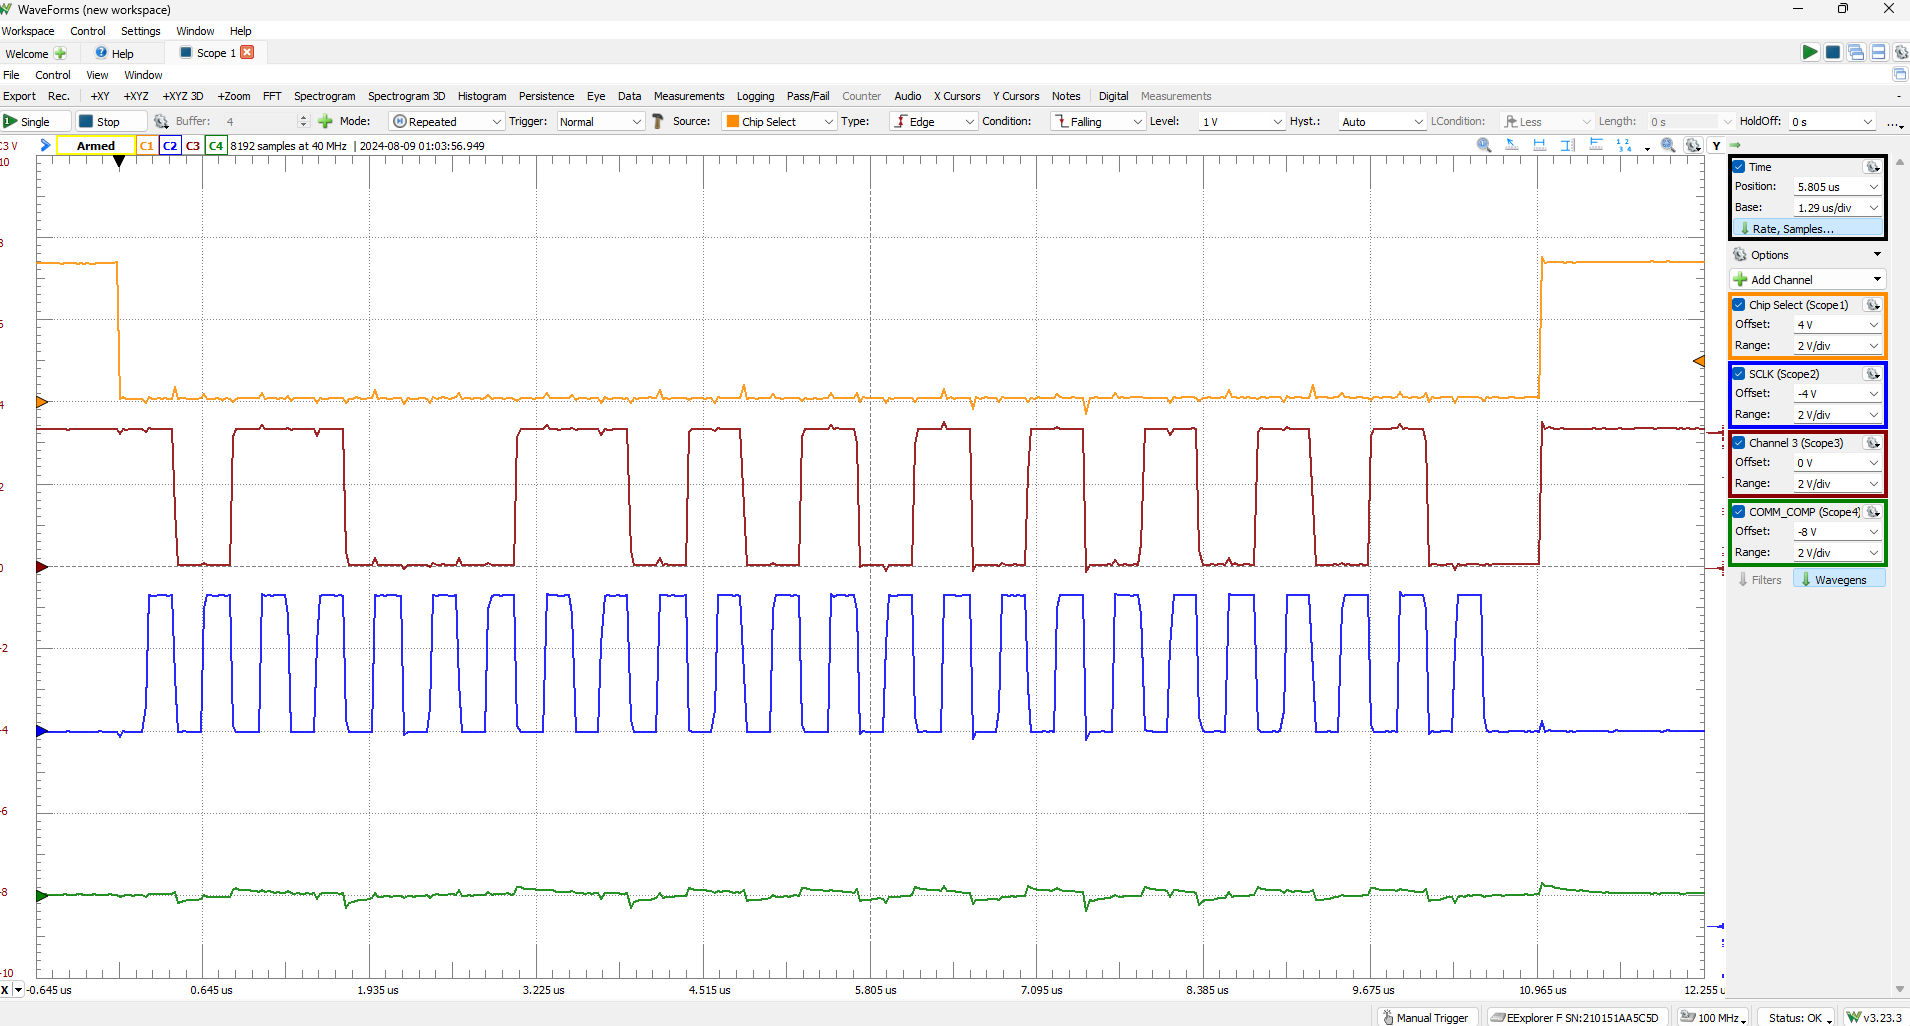 WaveForms (new workspace)
Workspace Control Settings Window Help
Welcome Help Scope 1
File Control View Window
Export Rec. +XY +XYZ +XYZ 3D +Zoom FFT Spectrogram Spectrogram 3D Histogram Persistence Eye Data Measurements Logging Pass/Fail Counter Audio X Cursors Y Cursors Notes Digital Measurements
Single Stop Buffer: 4 Mode: Repeated Trigger: Normal Source: Chip Select Type: Edge Condition: Falling Level: 1 V Hyst.: Auto LCondition: Less Length: 0 s HoldOff: 0 s ...
C3 V Armed C1 C2 C3 C4 8192 samples at 40 MHz | 2024-08-09 01:03:56.949 Y
10
8
6
4
2
0
-2
-4
-6
-8
-10
X -0.645 us 0.645 us 1.935 us 3.225 us 4.515 us 5.805 us 7.095 us 8.385 us 9.675 us 10.965 us 12.255 u
Time
Position: 5.805 us
Base: 1.29 us/div
Rate, Samples...
Options
Add Channel
Chip Select (Scope1)
Offset: 4 V
Range: 2 V/div
SCLK (Scope2)
Offset: -4 V
Range: 2 V/div
Channel 3 (Scope3)
Offset: 0 V
Range: 2 V/div
COMM_COMP (Scope4)
Offset: -8 V
Range: 2 V/div
Filters Wavegens
Manual Trigger EExplorer F SN:210151AA5C5D 100 MHz Status: OK v3.23.3